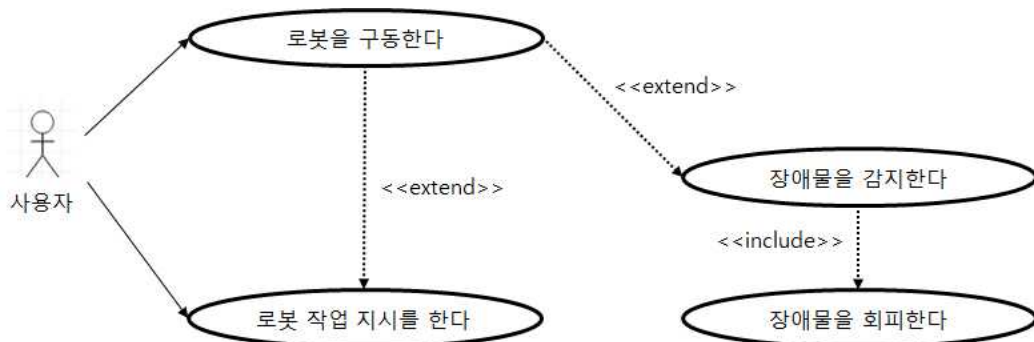 로봇을 구동한다
<<extend>>
사용자
<<extend>>
장애물을 감지한다
<<include>>
로봇 작업 지시를 한다
장애물을 회피한다